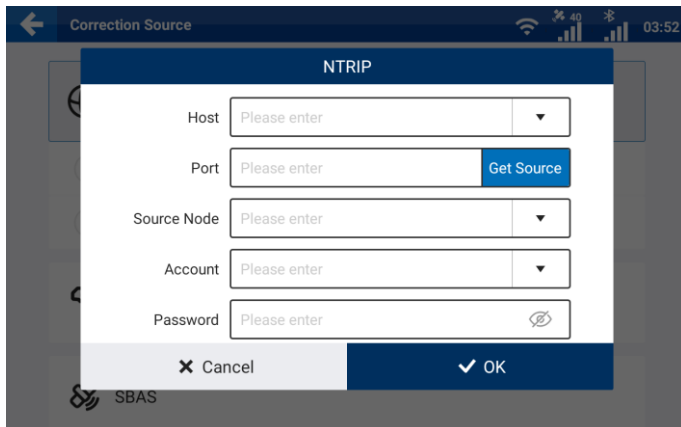 Correction Source 40 03:52
NTRIP
Host Please enter
Port Please enter Get Source
Source Node Please enter
Account Please enter
Password Please enter
Cancel OK
SBAS